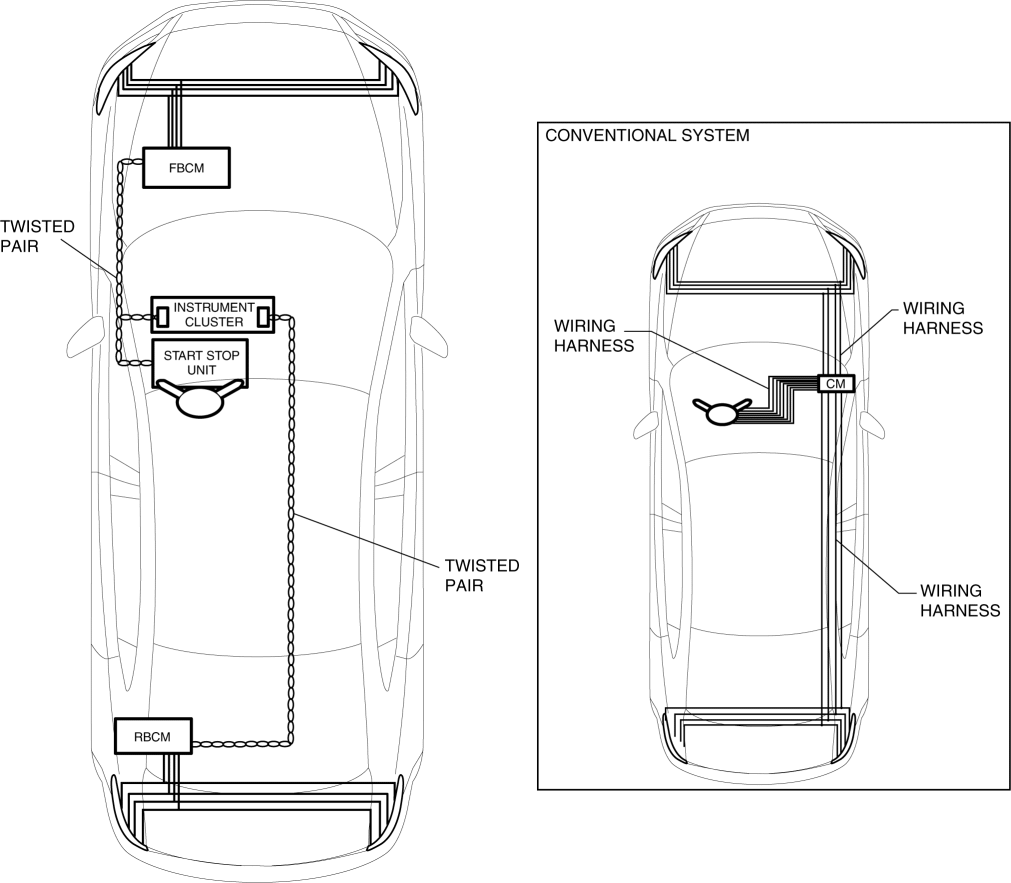 FBCM
TWISTED
PAIR
INSTRUMENT
CLUSTER
START STOP
UNIT
TWISTED
PAIR
RBCM
CONVENTIONAL SYSTEM
WIRING
HARNESS
WIRING
HARNESS
CM
WIRING
HARNESS